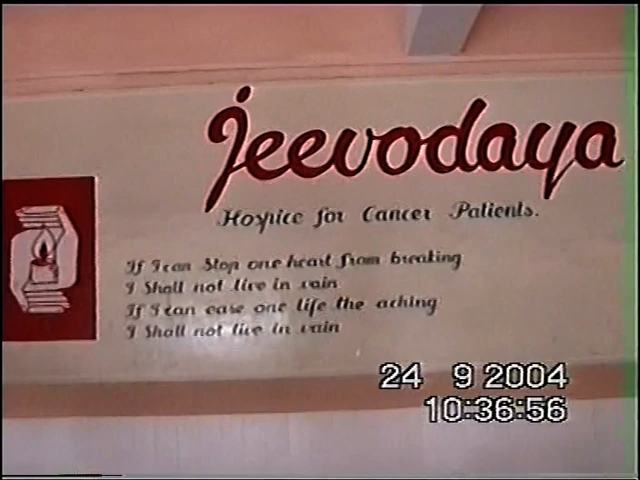 Jeevodaya
Hospice for Cancer Patients.
If I can Stop one heart from breaking
I Shall not live in vain
If I can ease one life the aching
I Shall not live in vain
24 9 2004
10:36:56